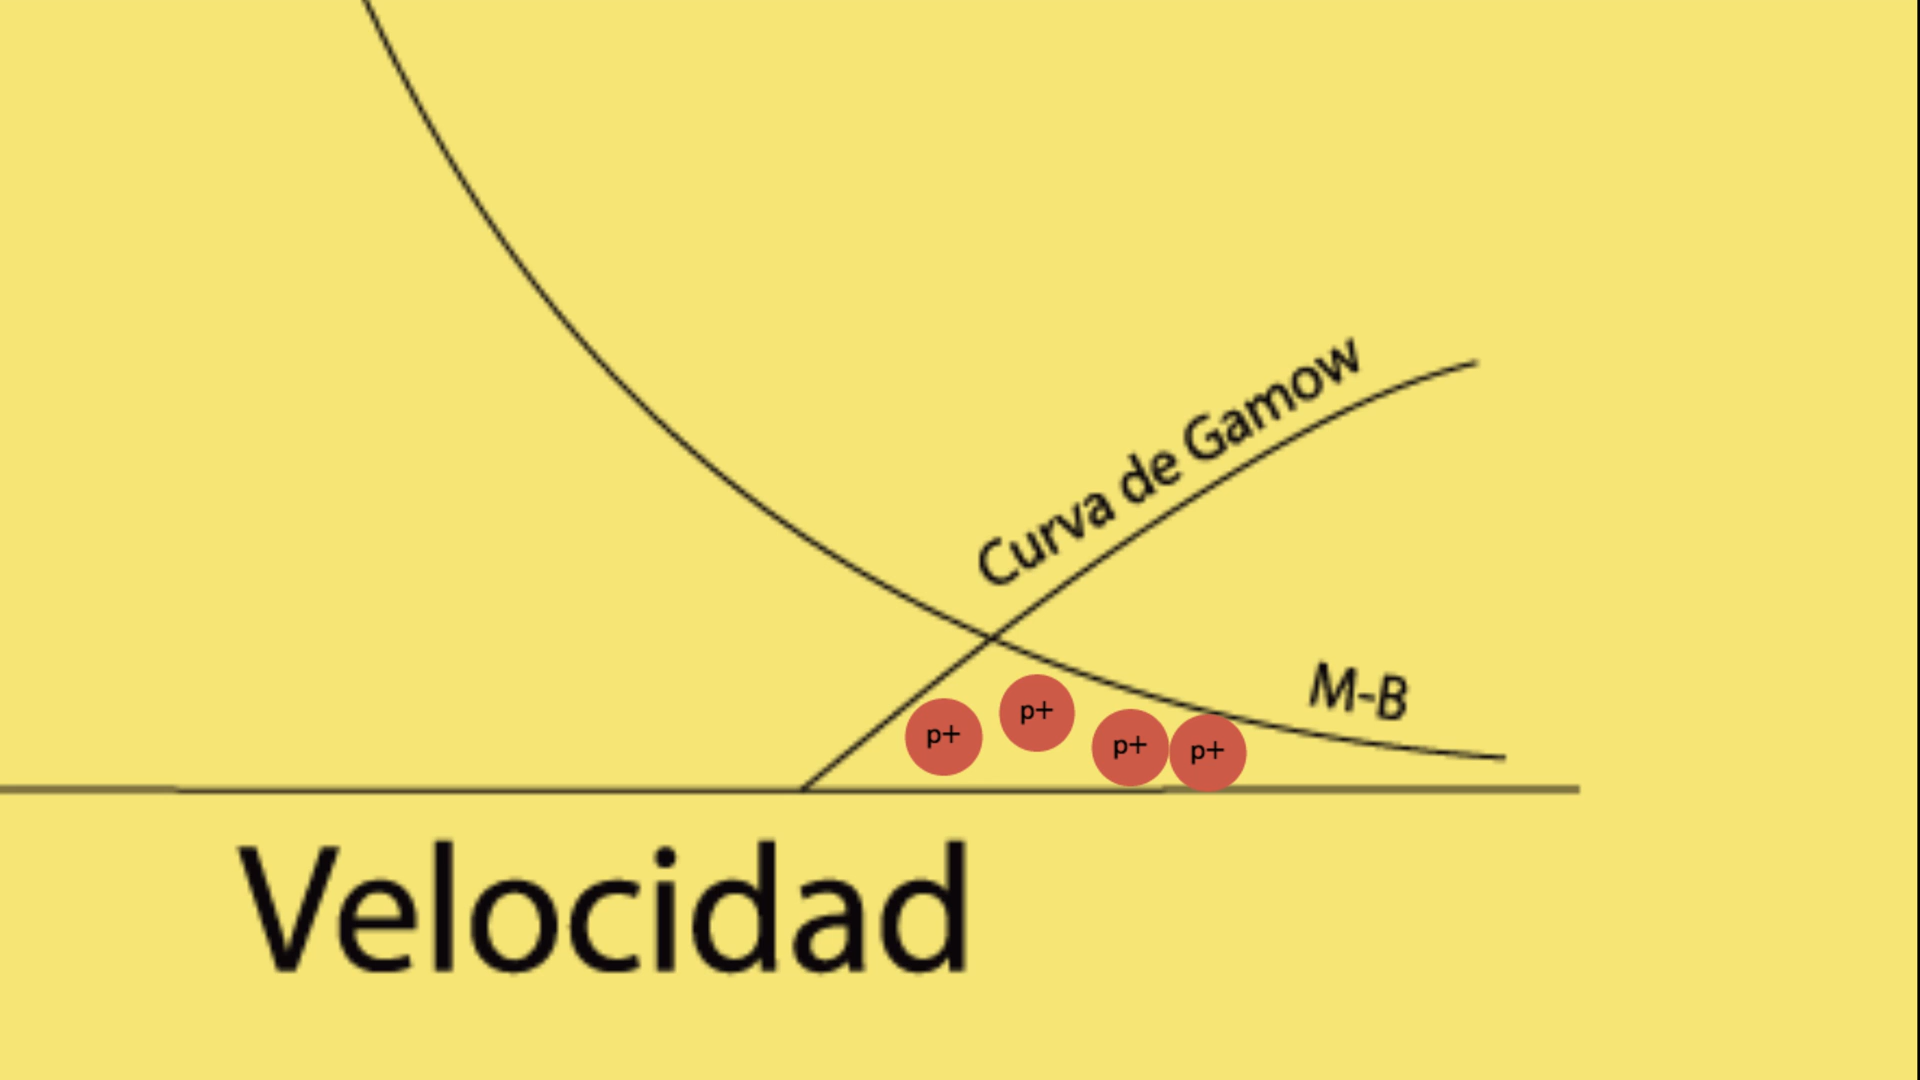 Curva de Gamow
M-B
p+
p+
p+
p+
Velocidad